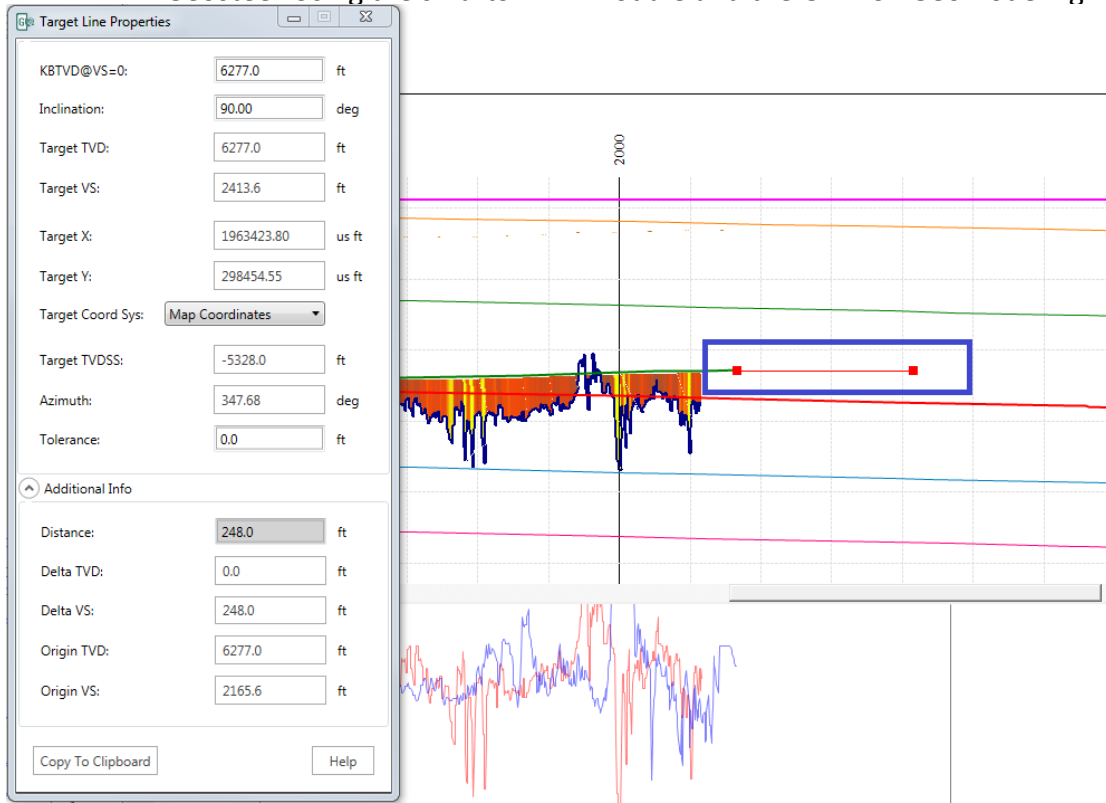 Target Line Properties
KBTVD@VS=0: 6277.0 ft
Inclination: 90.00 deg
Target TVD: 6277.0 ft
Target VS: 2413.6 ft
Target X: 1963423.80 us ft
Target Y: 298454.55 us ft
Target Coord Sys: Map Coordinates
Target TVDSS: -5328.0 ft
Azimuth: 347.68 deg
Tolerance: 0.0 ft
Additional Info
Distance: 248.0 ft
Delta TVD: 0.0 ft
Delta VS: 248.0 ft
Origin TVD: 6277.0 ft
Origin VS: 2165.6 ft
Copy To Clipboard Help
2000